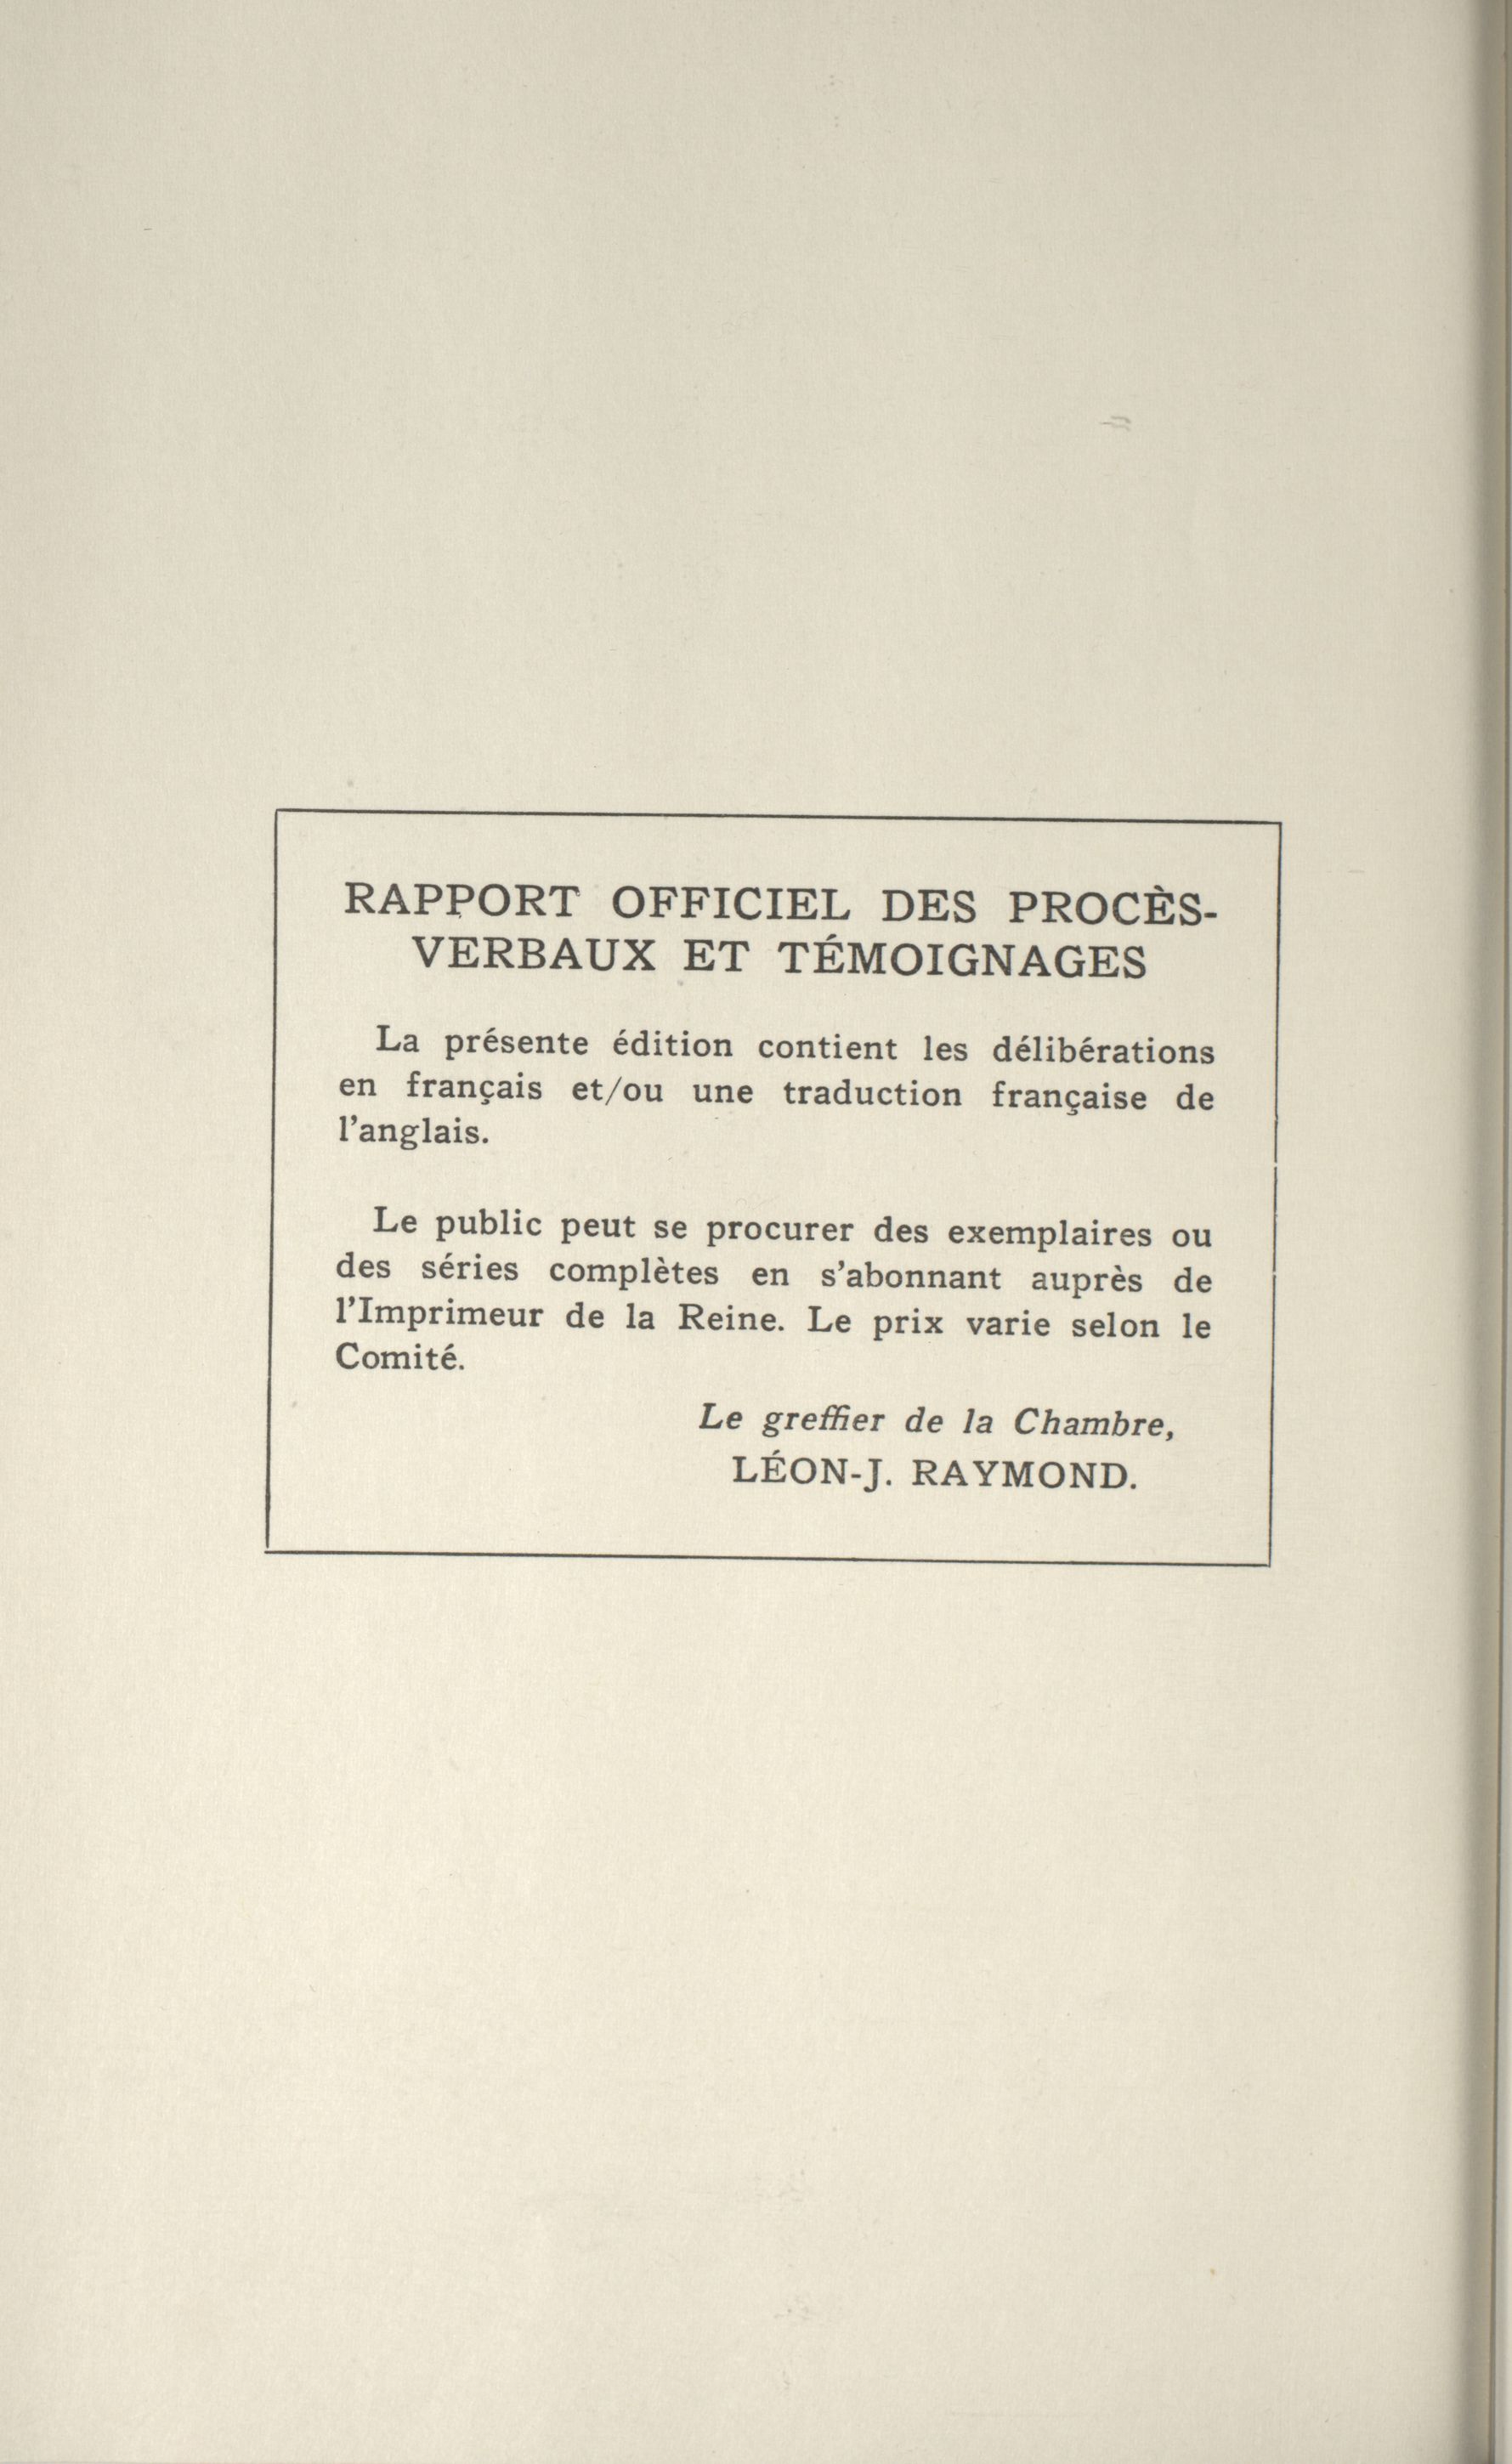 RAPPORT OFFICIEL DES PROCÈS-
VERBAUX ET TÉMOIGNAGES
La présente édition contient les délibérations
en français et/ou une traduction française de
l'anglais.
Le public peut se procurer des exemplaires ou
des séries complètes en s'abonnant auprès de
l'Imprimeur de la Reine. Le prix varie selon le
Comité.
Le greffier de la Chambre,
LÉON-J. RAYMOND.